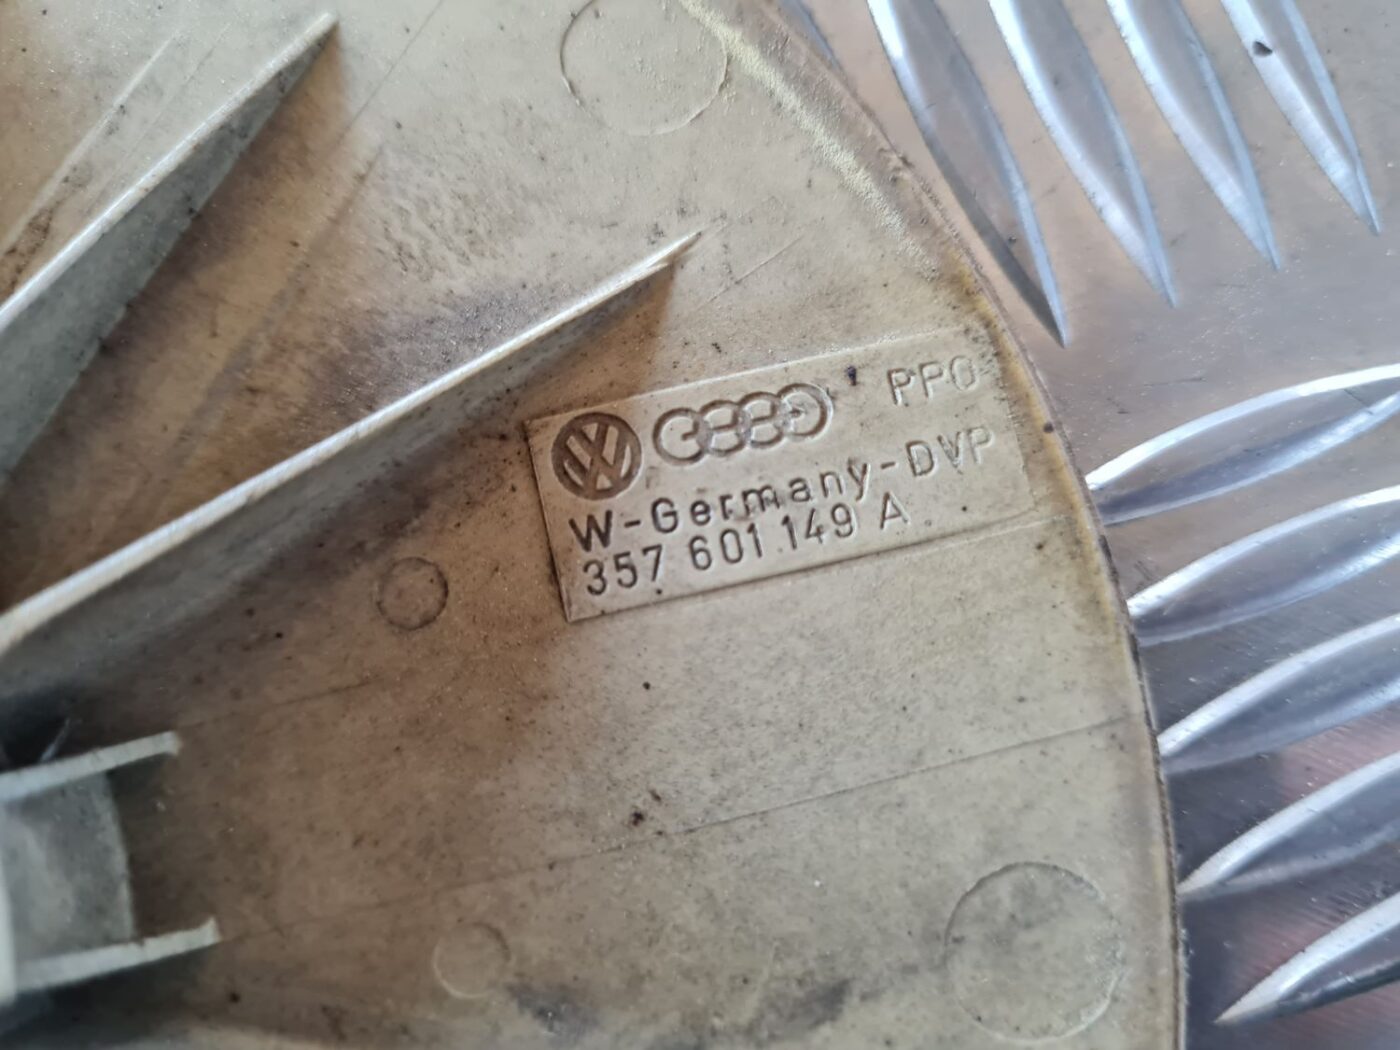 PPO
W-Germany-DVP
357 601 149 A